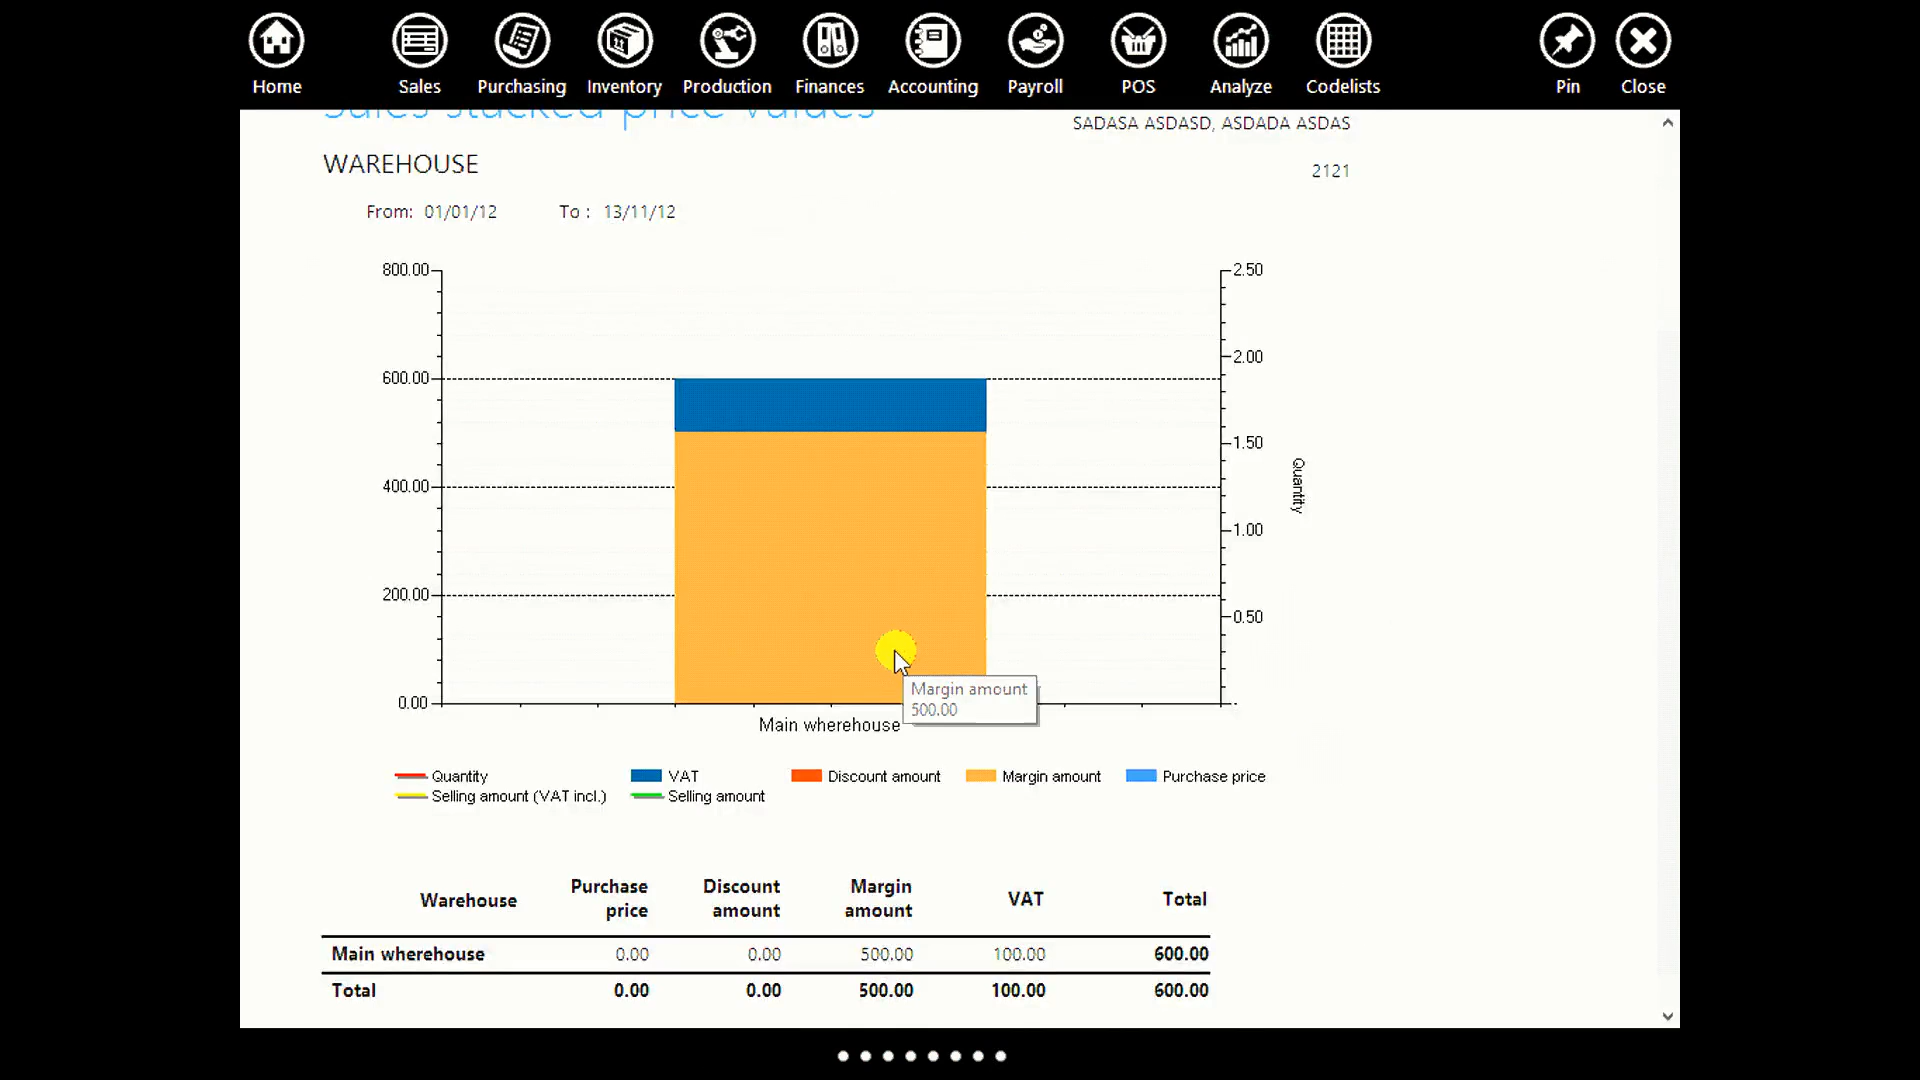 Home Sales Purchasing Inventory Production Finances Accounting Payroll POS Analyze Codelists Pin Close
Sales stacked price values
SADASA ASDASD, ASDADA ASDAS
WAREHOUSE
2121
From: 01/01/12 To : 13/11/12
800.00
2.50
600.00
2.00
1.50
400.00
Quantity
1.00
200.00
0.50
0.00
Margin amount
500.00
Main wherehouse
Quantity VAT Discount amount Margin amount Purchase price
Selling amount (VAT incl.) Selling amount
Warehouse Purchase price Discount amount Margin amount VAT Total
Main wherehouse 0.00 0.00 500.00 100.00 600.00
Total 0.00 0.00 500.00 100.00 600.00